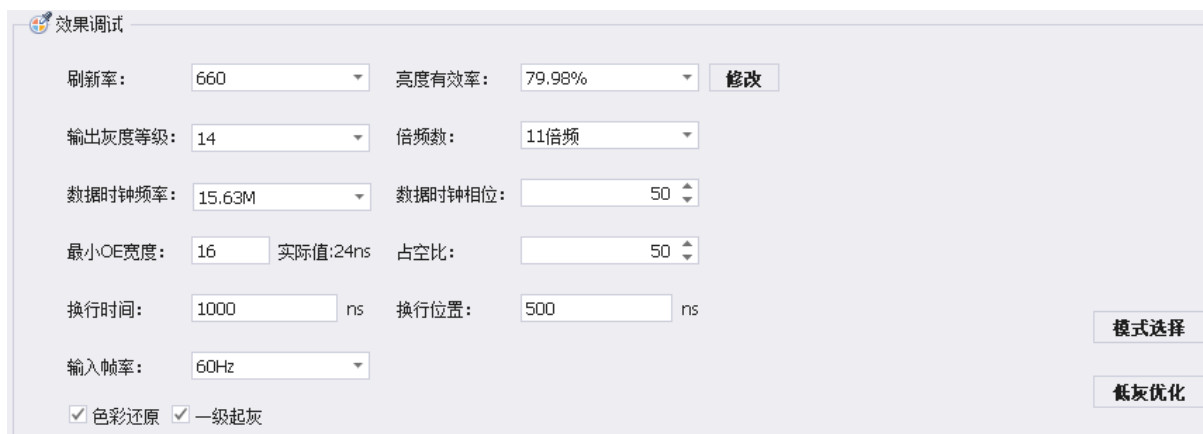 效果调试
刷新率： 660 亮度有效率： 79.98% 修改
输出灰度等级： 14 倍频数： 11倍频
数据时钟频率： 15.63M 数据时钟相位： 50
最小OE宽度： 16 实际值:24ns 占空比： 50
换行时间： 1000 ns 换行位置： 500 ns
模式选择
输入帧率： 60Hz
低灰优化
色彩还原 一级起灰